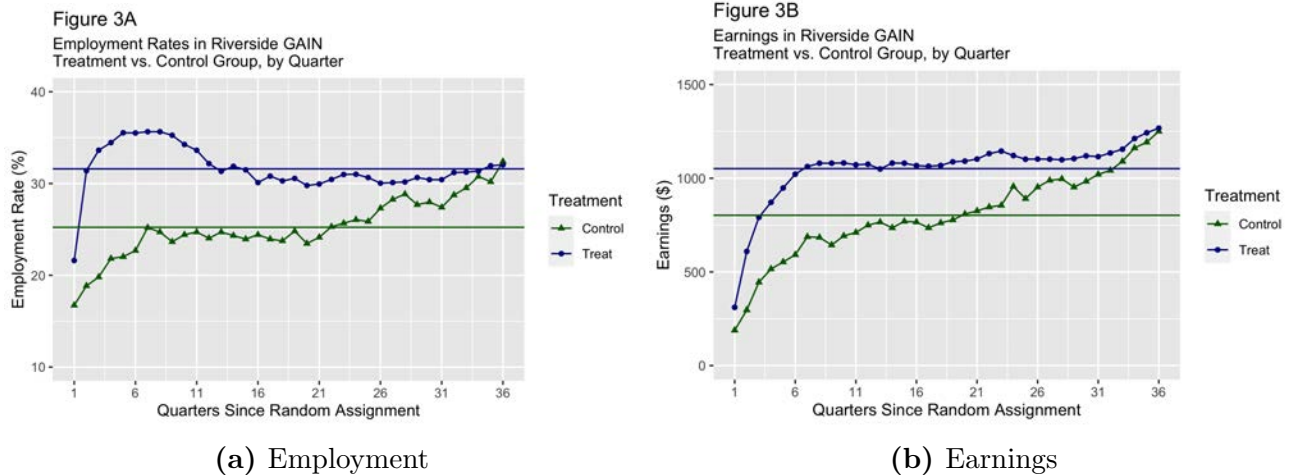 Figure 3A
Employment Rates in Riverside GAIN
Treatment vs. Control Group, by Quarter
40
30
20
10
Employment Rate (%)
1 6 11 16 21 26 31 36
Quarters Since Random Assignment
Treatment
Control
Treat
(a) Employment
Figure 3B
Earnings in Riverside GAIN
Treatment vs. Control Group, by Quarter
1500
1000
500
0
Earnings ($)
1 6 11 16 21 26 31 36
Quarters Since Random Assignment
Treatment
Control
Treat
(b) Earnings